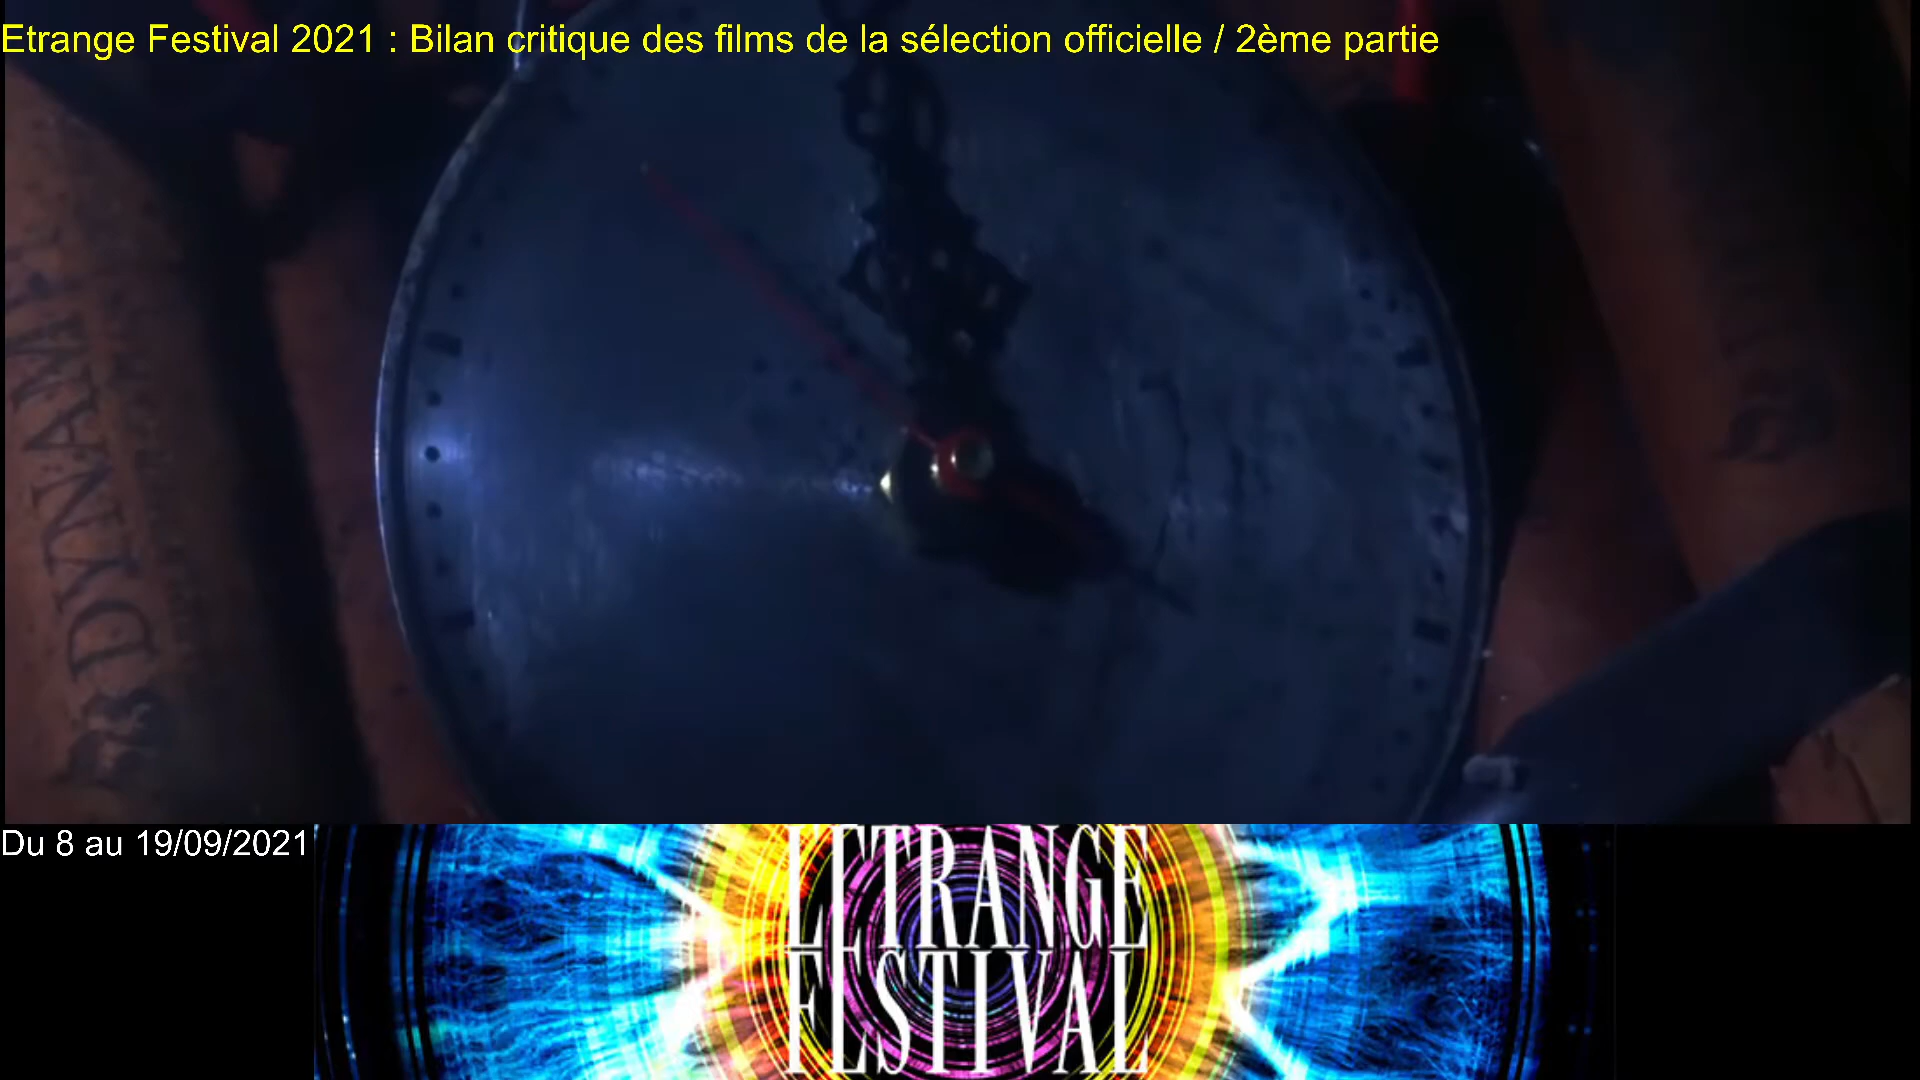 Etrange Festival 2021 : Bilan critique des films de la sélection officielle / 2ème partie
DYNAMI
Du 8 au 19/09/2021
L'ETRANGE
FESTIVAL